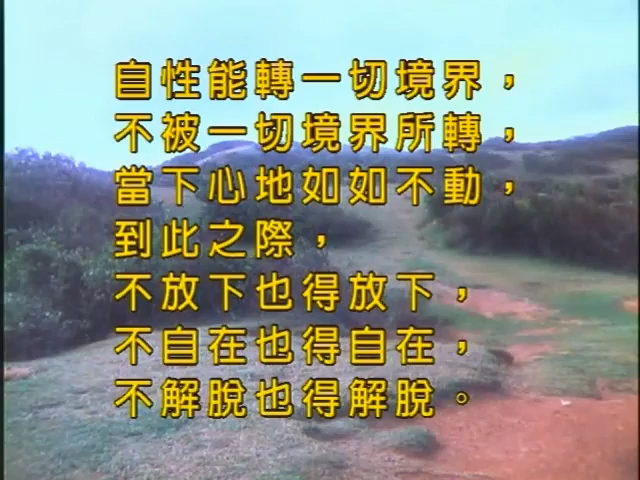 自性能轉一切境界，
不被一切境界所轉，
當下心地如如不動，
到此之際，
不放下也得放下，
不自在也得自在，
不解脫也得解脫。